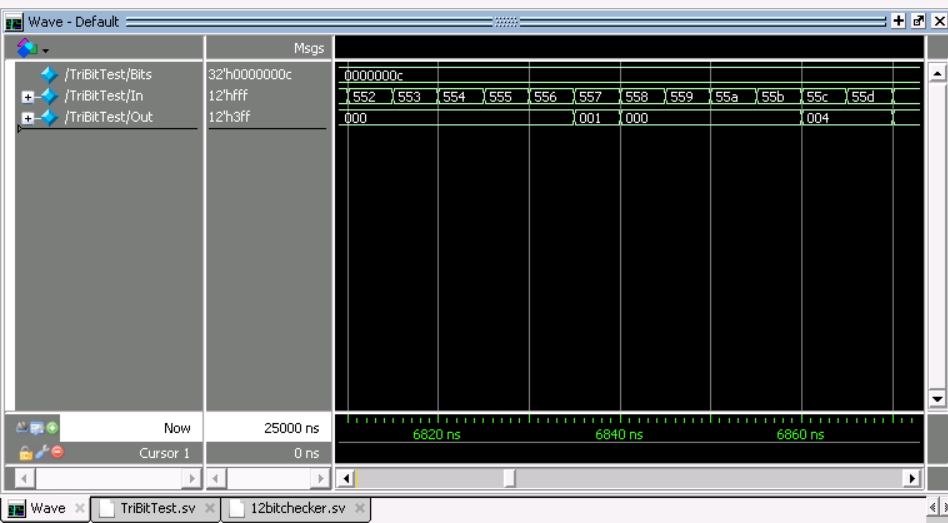 Wave - Default
Msgs
/TriBitTest/Bits 32'h0000000c 0000000c
/TriBitTest/In 12'hfff 552 553 554 555 556 557 558 559 55a 55b 55c 55d
/TriBitTest/Out 12'h3ff 000 001 000 004
Now 25000 ns 6820 ns 6840 ns 6860 ns
Cursor 1 0 ns
Wave TriBitTest.sv 12bitchecker.sv